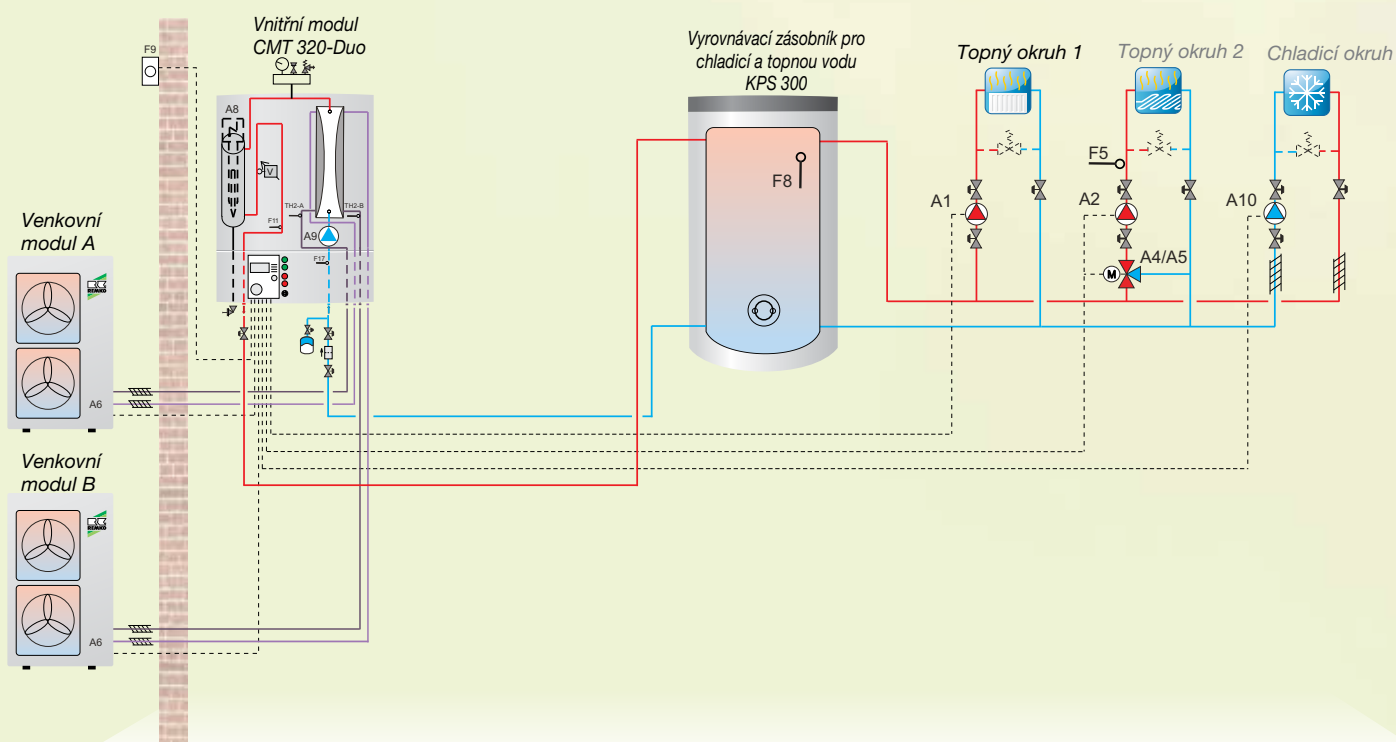 Vnitřní modul
CMT 320-Duo
F9
A8
V
F11
TH2-A
TH2-B
A9
F17
Venkovní
modul A
REMKO
A6
Venkovní
modul B
REMKO
A6
Vyrovnávací zásobník pro
chladicí a topnou vodu
KPS 300
F8
Topný okruh 1
Topný okruh 2
Chladicí okruh
F5
A1
A2
A10
A4/A5
M